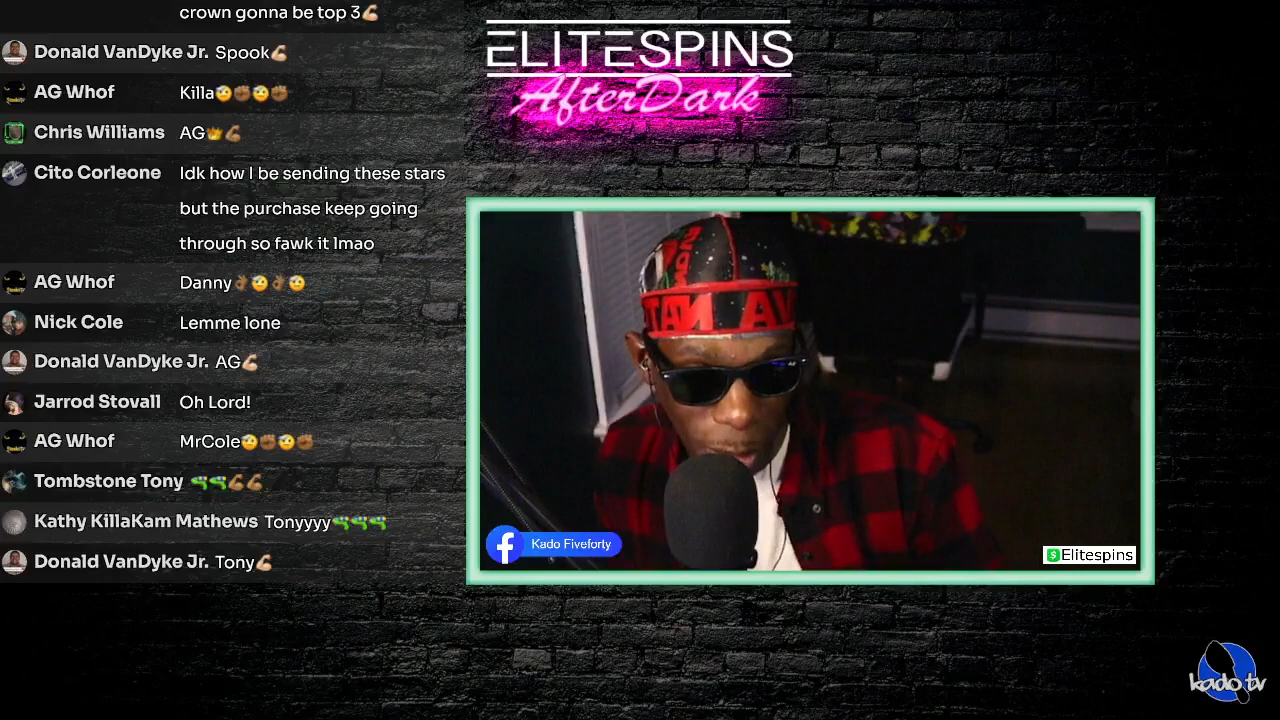 crown gonna be top 3💪🏼
Donald VanDyke Jr. Spook💪🏼
AG Whof Killa🤕✊🏾🤕✊🏾
Chris Williams AG👑💪🏾
Cito Corleone Idk how I be sending these stars
but the purchase keep going
through so fawk it lmao
AG Whof Danny👌🏾🤕👌🏾🤕
Nick Cole Lemme lone
Donald VanDyke Jr. AG💪🏼
Jarrod Stovall Oh Lord!
AG Whof MrCole🤕✊🏾🤕✊🏾
Tombstone Tony 🔫🔫💪🏽💪🏽
Kathy KillaKam Mathews Tonyyyy🔫🔫🔫
Donald VanDyke Jr. Tony💪🏼
ELITESPINS
AfterDark
Kado Fiveforty
$ Elitespins
kado tv